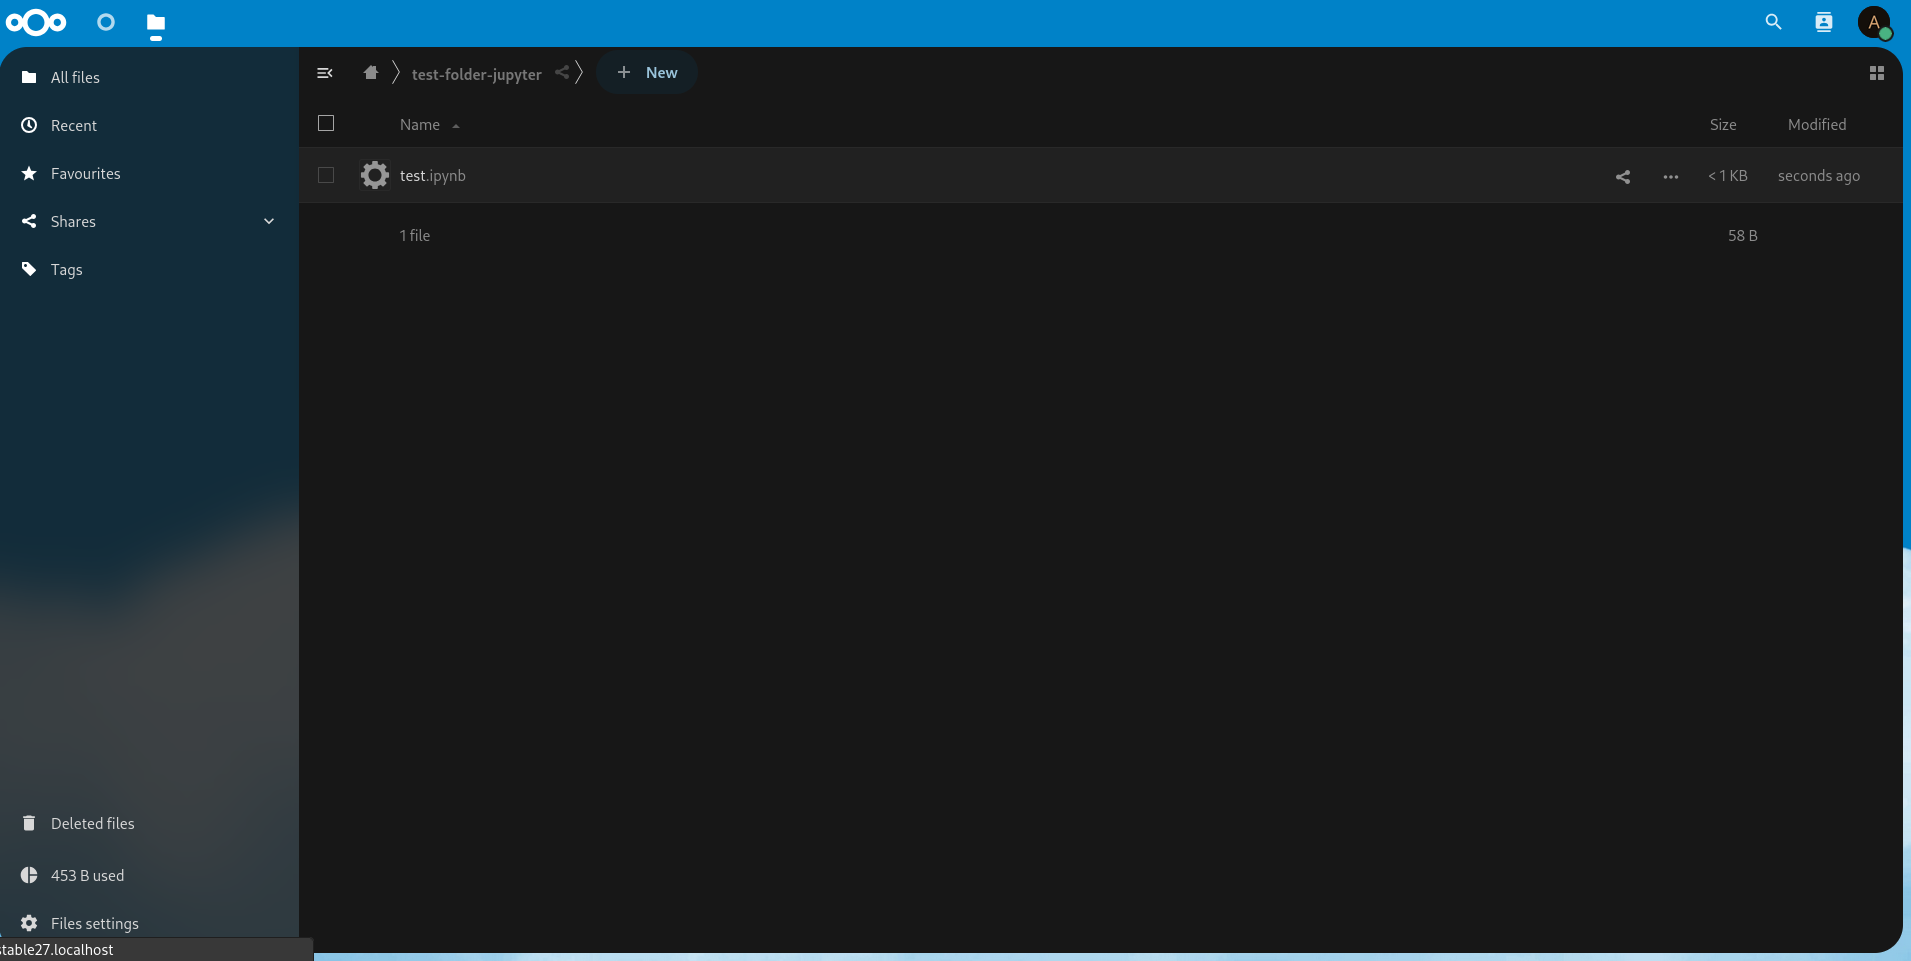 A
All files
Recent
Favourites
Shares
Tags
test-folder-jupyter
New
Name
Size
Modified
test.ipynb
< 1 KB
seconds ago
1 file
58 B
Deleted files
453 B used
Files settings
stable27.localhost